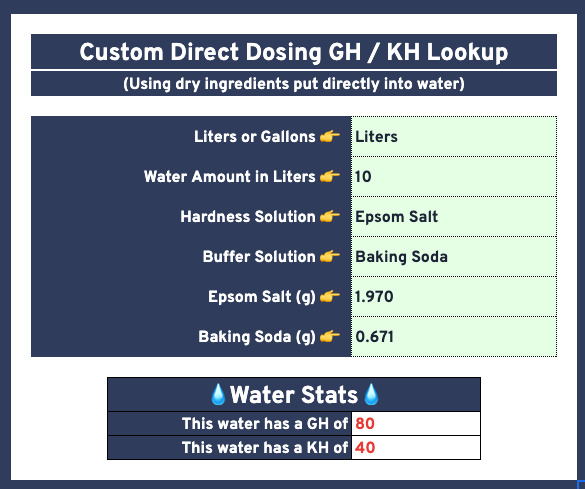 Custom Direct Dosing GH / KH Lookup
(Using dry ingredients put directly into water)
Liters or Gallons 👉 Liters
Water Amount in Liters 👉 10
Hardness Solution 👉 Epsom Salt
Buffer Solution 👉 Baking Soda
Epsom Salt (g) 👉 1.970
Baking Soda (g) 👉 0.671
💧Water Stats💧
This water has a GH of 80
This water has a KH of 40